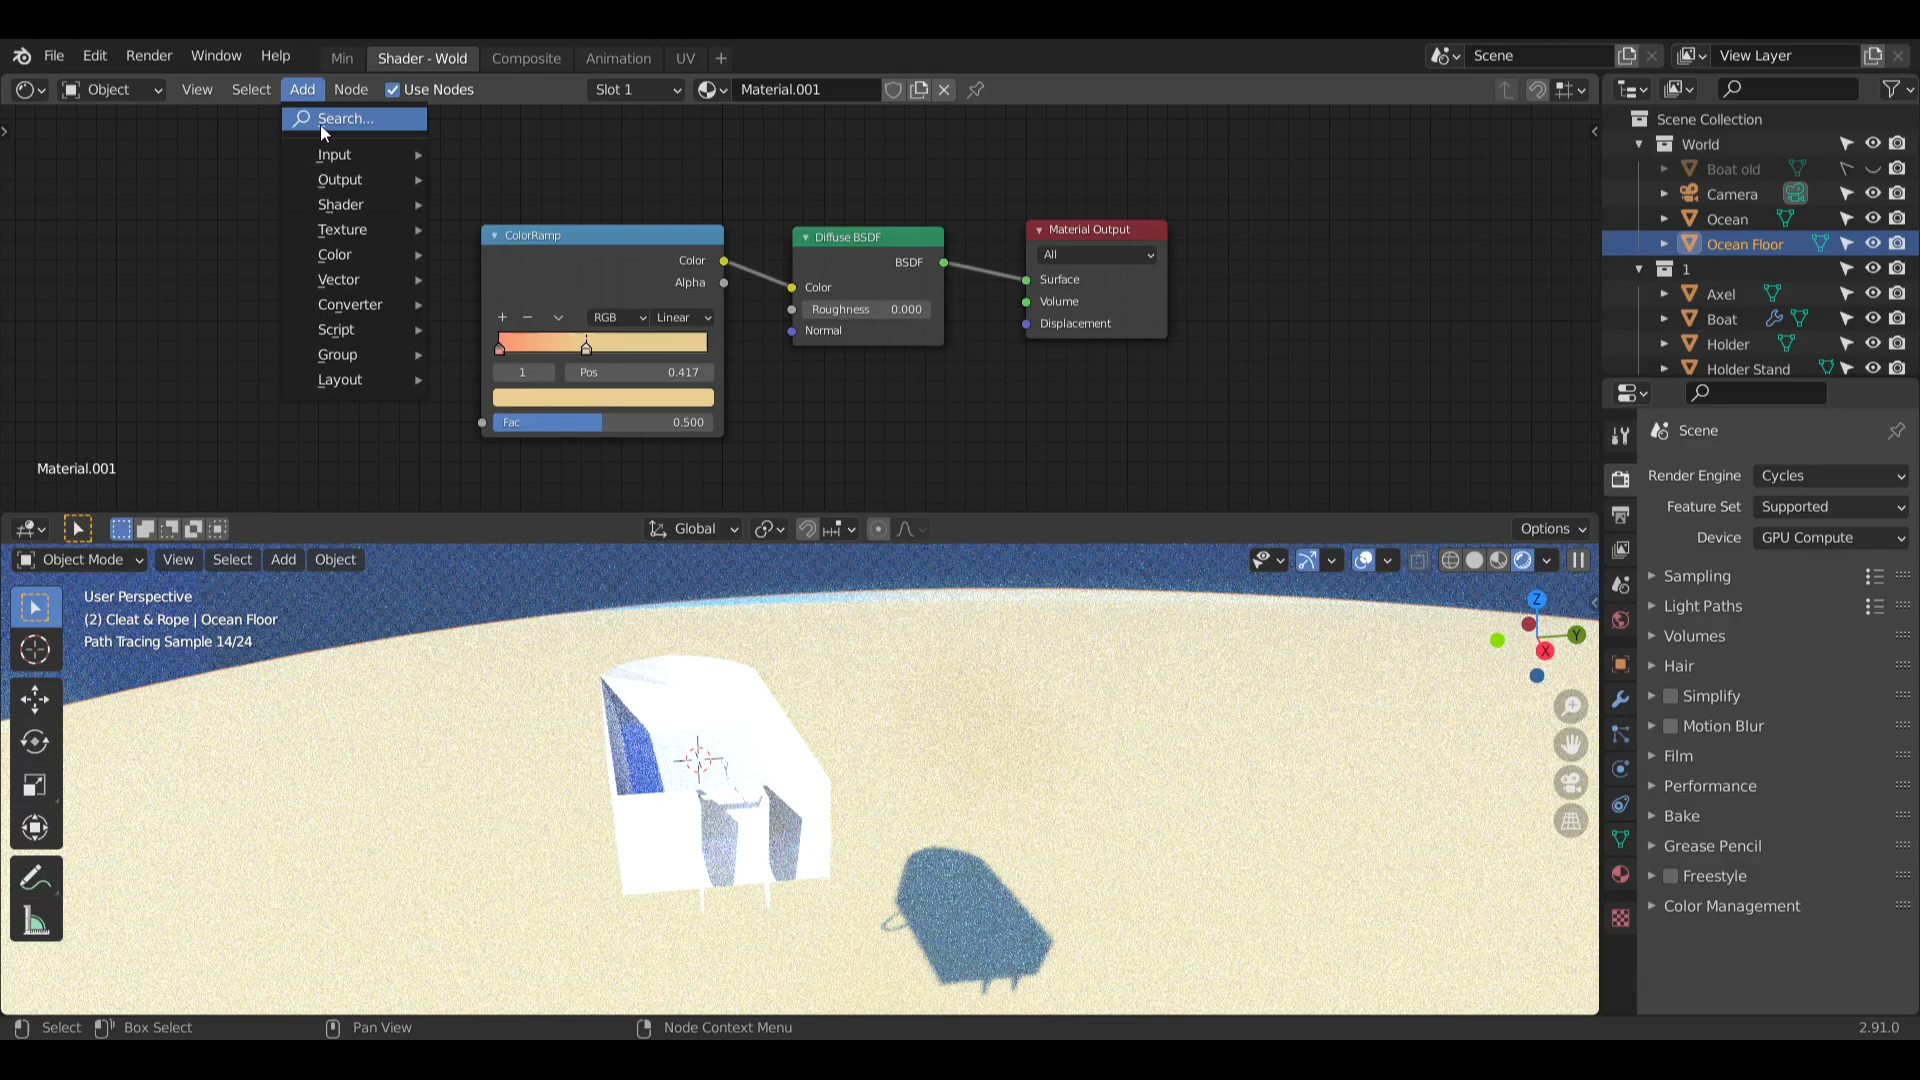 File Edit Render Window Help Min Shader - Wold Composite Animation UV + Scene View Layer
Object View Select Add Node Use Nodes Slot 1 Material.001
Search...
Input
Output
Shader
Texture
Color
Vector
Converter
Script
Group
Layout
ColorRamp
Color
Alpha
RGB Linear
1 Pos 0.417
Fac 0.500
Diffuse BSDF
BSDF
Color
Roughness 0.000
Normal
Material Output
All
Surface
Volume
Displacement
Material.001
Scene Collection
World
Boat old
Camera
Ocean
Ocean Floor
1
Axel
Boat
Holder
Holder Stand
Global Options
Object Mode View Select Add Object
User Perspective
(2) Cleat & Rope | Ocean Floor
Path Tracing Sample 14/24
Z
Y
X
Scene
Render Engine Cycles
Feature Set Supported
Device GPU Compute
Sampling
Light Paths
Volumes
Hair
Simplify
Motion Blur
Film
Performance
Bake
Grease Pencil
Freestyle
Color Management
Select Box Select Pan View Node Context Menu 2.91.0